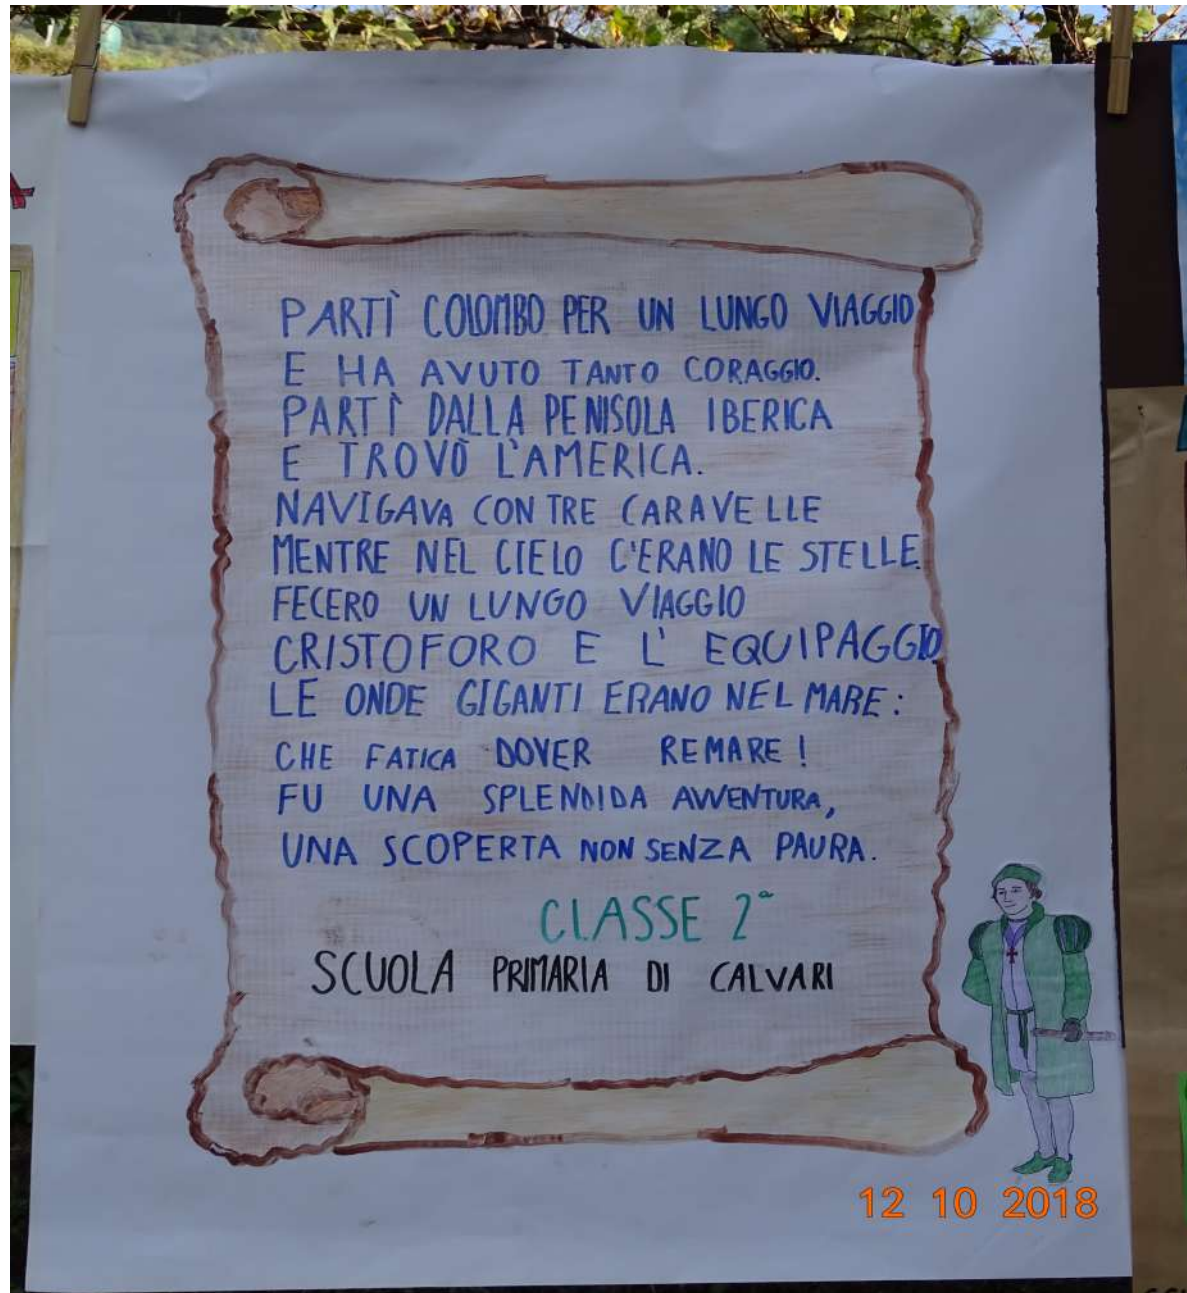 PARTÌ COLOMBO PER UN LUNGO VIAGGIO
E HA AVUTO TANTO CORAGGIO.
PARTÌ DALLA PENISOLA IBERICA
E TROVÒ L'AMERICA.
NAVIGAVA CON TRE CARAVELLE
MENTRE NEL CIELO C'ERANO LE STELLE.
FECERO UN LUNGO VIAGGIO
CRISTOFORO E L' EQUIPAGGIO
LE ONDE GIGANTI ERANO NEL MARE:
CHE FATICA DOVER REMARE!
FU UNA SPLENDIDA AVVENTURA,
UNA SCOPERTA NON SENZA PAURA.
CLASSE 2ª
SCUOLA PRIMARIA DI CALVARI
12 10 2018